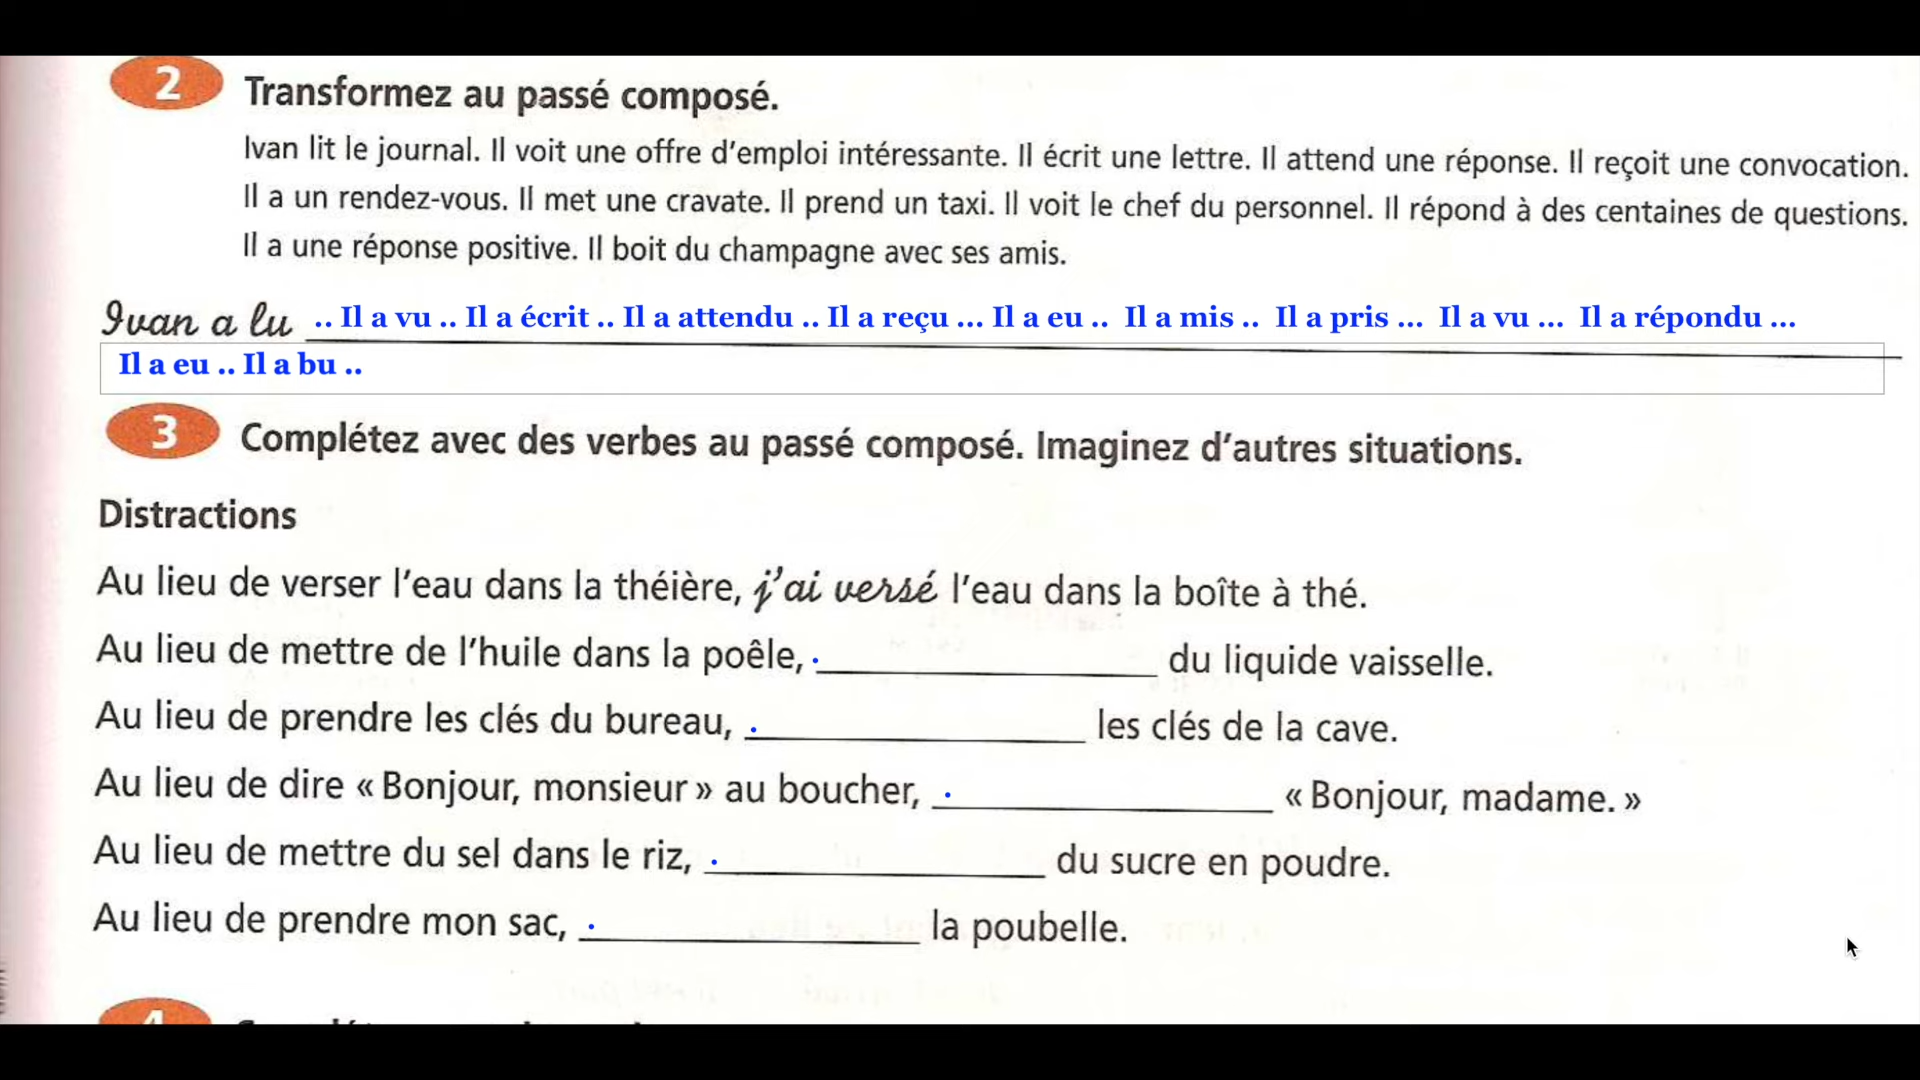 2 Transformez au passé composé.
Ivan lit le journal. Il voit une offre d'emploi intéressante. Il écrit une lettre. Il attend une réponse. Il reçoit une convocation.
Il a un rendez-vous. Il met une cravate. Il prend un taxi. Il voit le chef du personnel. Il répond à des centaines de questions.
Il a une réponse positive. Il boit du champagne avec ses amis.
Ivan a lu .. Il a vu .. Il a écrit .. Il a attendu .. Il a reçu ... Il a eu .. Il a mis .. Il a pris ... Il a vu ... Il a répondu ...
Il a eu .. Il a bu ..
3 Complétez avec des verbes au passé composé. Imaginez d'autres situations.
Distractions
Au lieu de verser l'eau dans la théière, j'ai versé l'eau dans la boîte à thé.
Au lieu de mettre de l'huile dans la poêle, . ____ du liquide vaisselle.
Au lieu de prendre les clés du bureau, . ____ les clés de la cave.
Au lieu de dire « Bonjour, monsieur » au boucher, . ____ « Bonjour, madame. »
Au lieu de mettre du sel dans le riz, . ____ du sucre en poudre.
Au lieu de prendre mon sac, . ____ la poubelle.
4